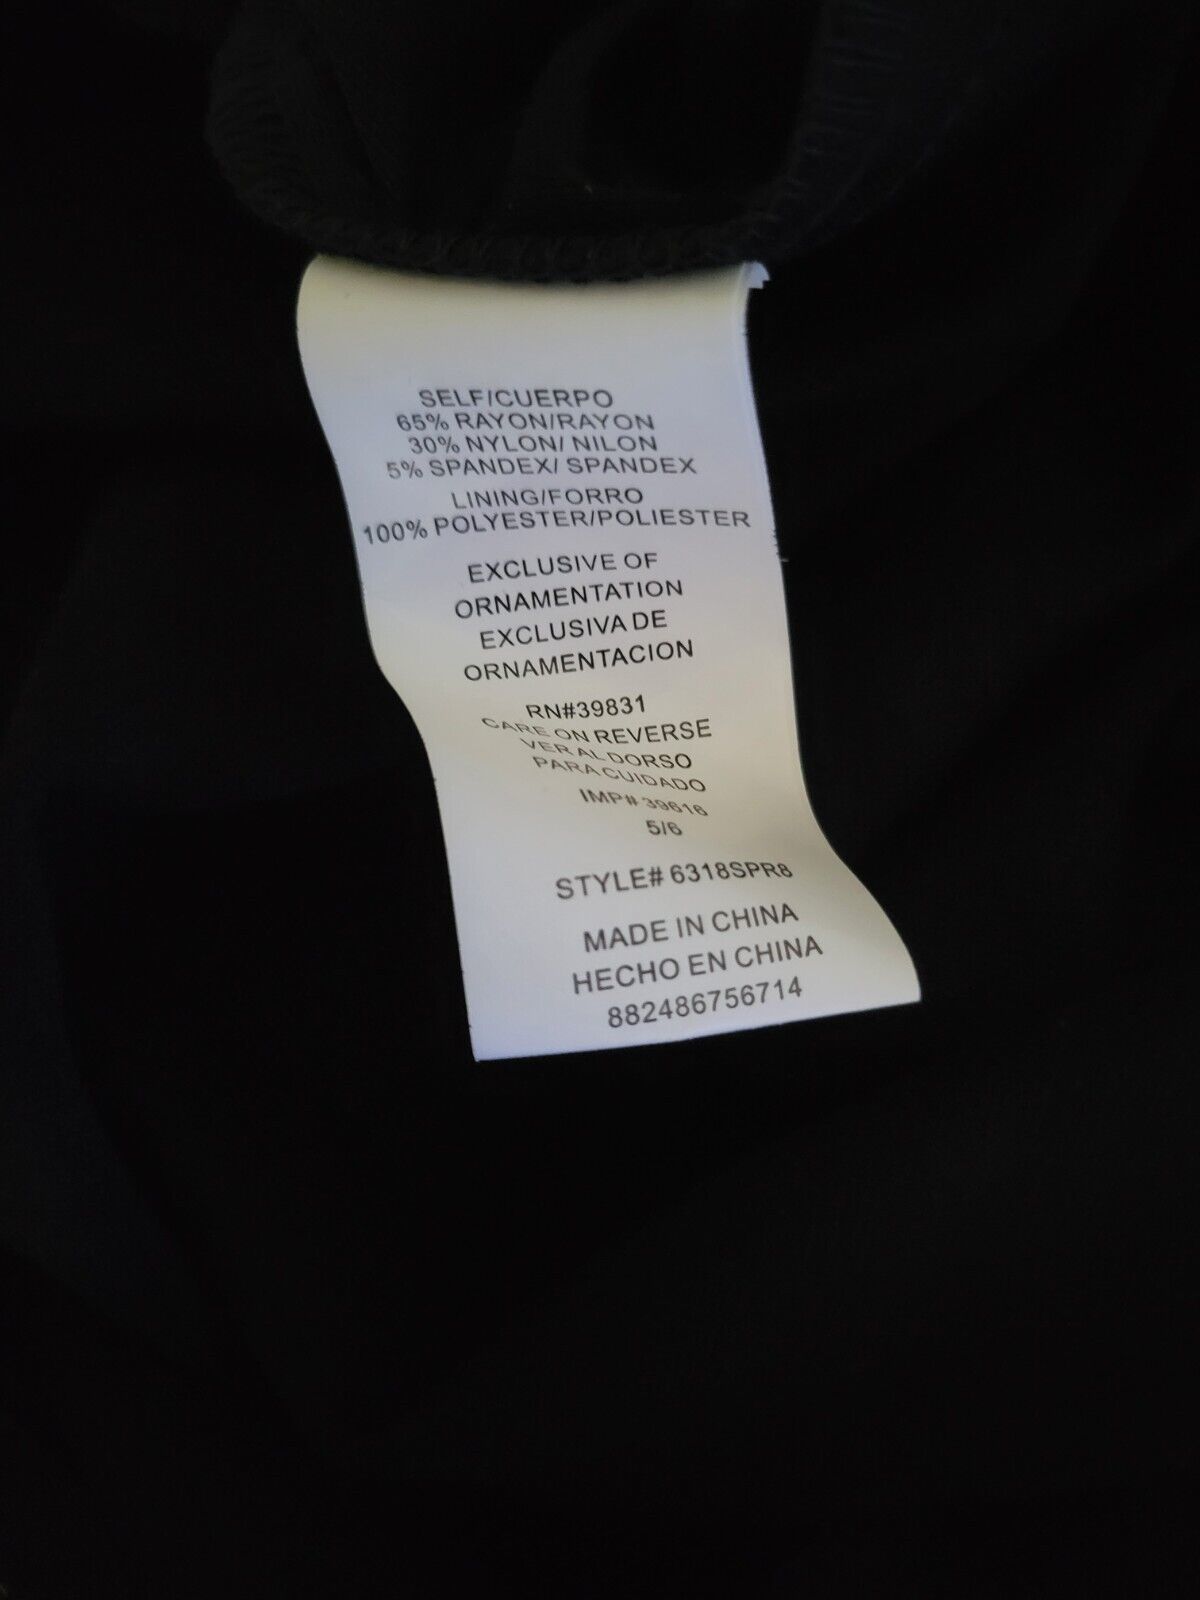 SELF/CUERPO
65% RAYON/RAYON
30% NYLON/ NILON
5% SPANDEX/ SPANDEX
LINING/FORRO
100% POLYESTER/POLIESTER
EXCLUSIVE OF
ORNAMENTATION
EXCLUSIVA DE
ORNAMENTACION
RN#39831
CARE ON REVERSE
VER AL DORSO
PARA CUIDADO
IMP# 39616
5/6
STYLE# 6318SPR8
MADE IN CHINA
HECHO EN CHINA
882486756714